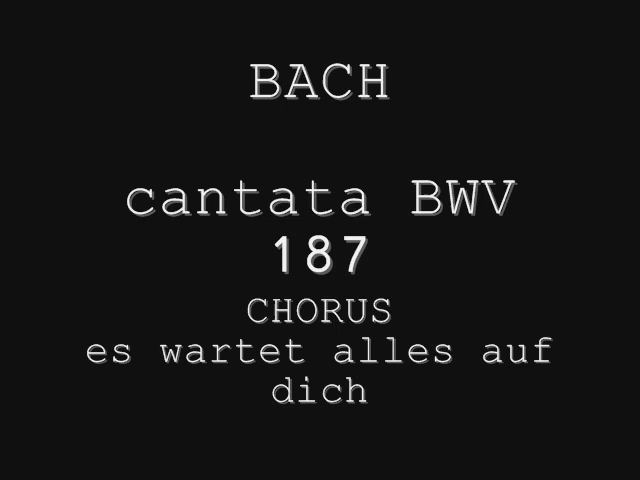 BACH
cantata BWV
187
CHORUS
es wartet alles auf
dich